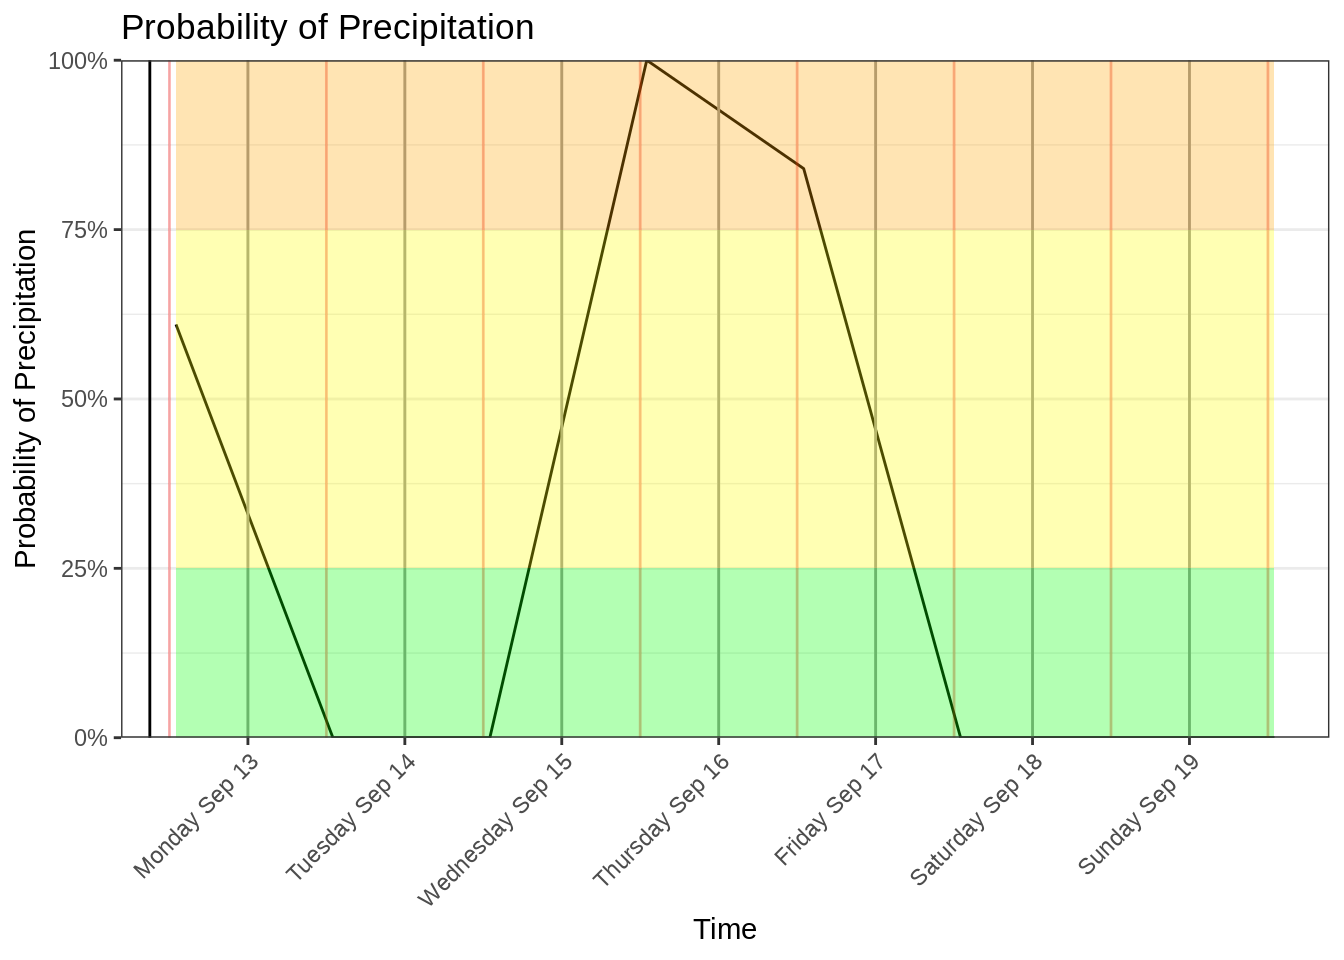 Probability of Precipitation
Probability of Precipitation
100%
75%
50%
25%
0%
Monday Sep 13
Tuesday Sep 14
Wednesday Sep 15
Thursday Sep 16
Friday Sep 17
Saturday Sep 18
Sunday Sep 19
Time